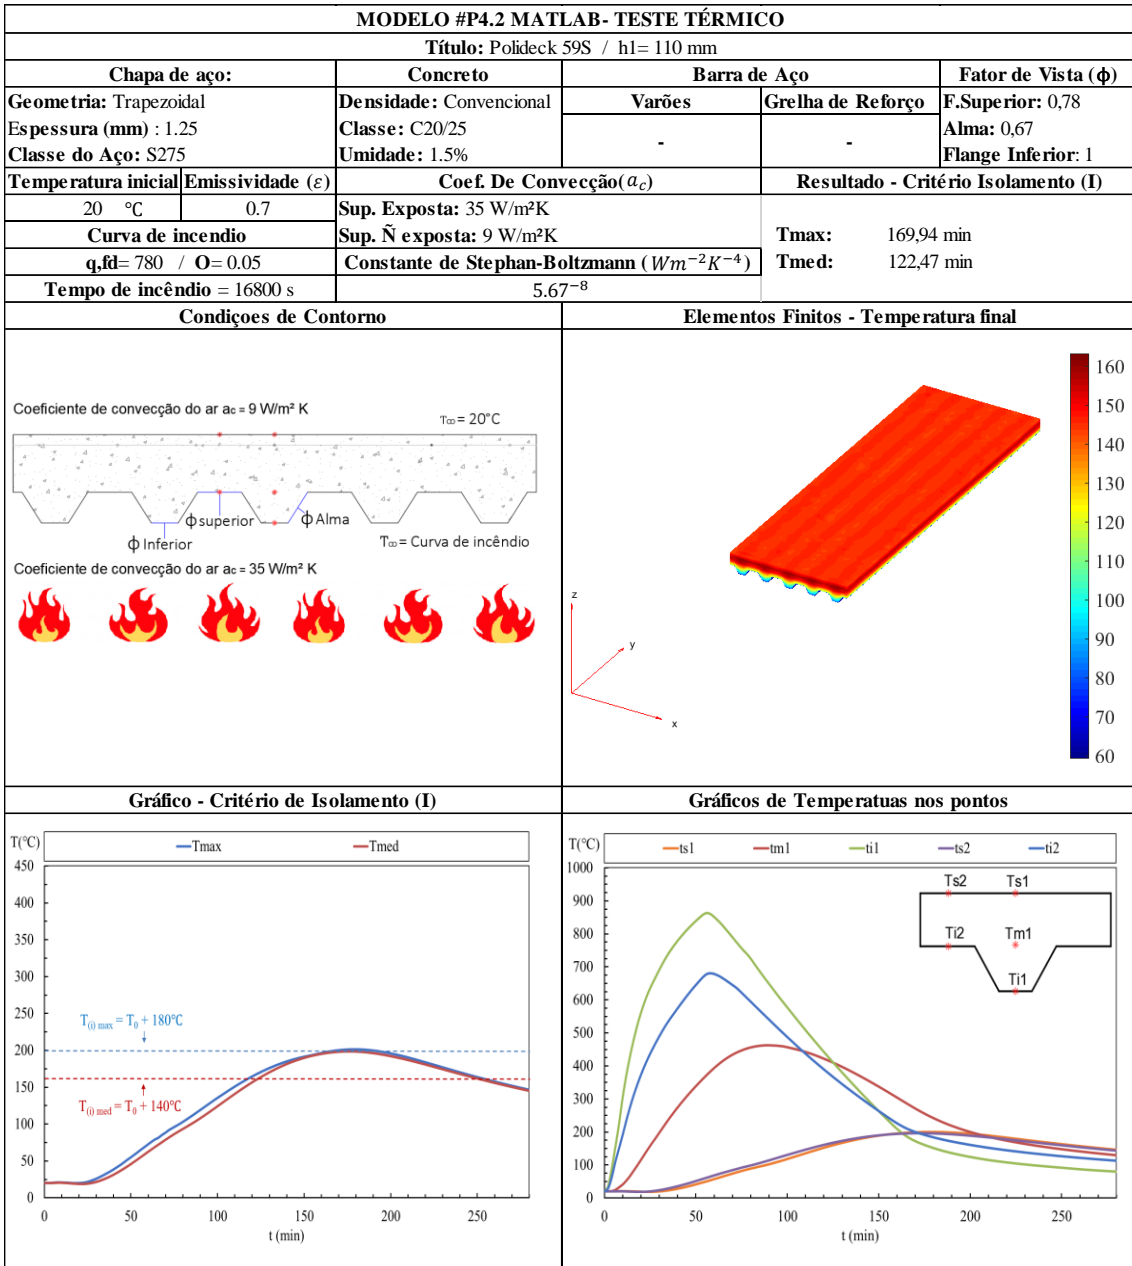 MODELO #P4.2 MATLAB- TESTE TÉRMICO
Título: Polideck 59S / h1= 110 mm
Chapa de aço:
Concreto
Barra de Aço
Fator de Vista (ϕ)
Geometria: Trapezoidal
Espessura (mm) : 1.25
Classe do Aço: S275
Densidade: Convencional
Classe: C20/25
Umidade: 1.5%
Varões
Grelha de Reforço
-
-
F.Superior: 0,78
Alma: 0,67
Flange Inferior: 1
Temperatura inicial
Emissividade (ε)
Coef. De Convecção(a_c)
Resultado - Critério Isolamento (I)
20 °C
0.7
Sup. Exposta: 35 W/m²K
Sup. Ñ exposta: 9 W/m²K
Curva de incendio
q,fd= 780 / O= 0.05
Constante de Stephan-Boltzmann (Wm⁻²K⁻⁴)
Tempo de incêndio = 16800 s
5.67⁻⁸
Tmax: 169,94 min
Tmed: 122,47 min
Condiçoes de Contorno
Elementos Finitos - Temperatura final
Coeficiente de convecção do ar ac = 9 W/m² K
T∞ = 20°C
ϕ superior
ϕ Alma
ϕ Inferior
T∞ = Curva de incêndio
Coeficiente de convecção do ar ac = 35 W/m² K
z
y
x
160
150
140
130
120
110
100
90
80
70
60
Gráfico - Critério de Isolamento (I)
Gráficos de Temperatuas nos pontos
T(°C)
Tmax
Tmed
450
400
350
300
250
200
150
100
50
0
T(i) max = T0 + 180°C
T(i) med = T0 + 140°C
0 50 100 150 200 250
t (min)
T(°C)
ts1
tm1
ti1
ts2
ti2
1000
900
800
700
600
500
400
300
200
100
0
Ts2
Ts1
Ti2
Tm1
Ti1
0 50 100 150 200 250
t (min)